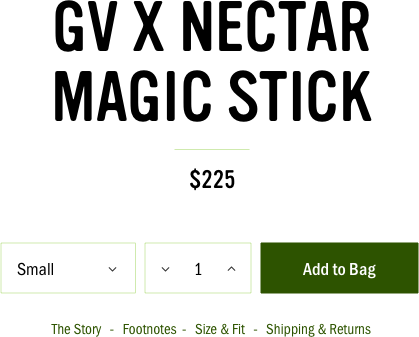 GV X NECTAR
MAGIC STICK
$225
Small 1 Add to Bag
The Story - Footnotes - Size & Fit - Shipping & Returns